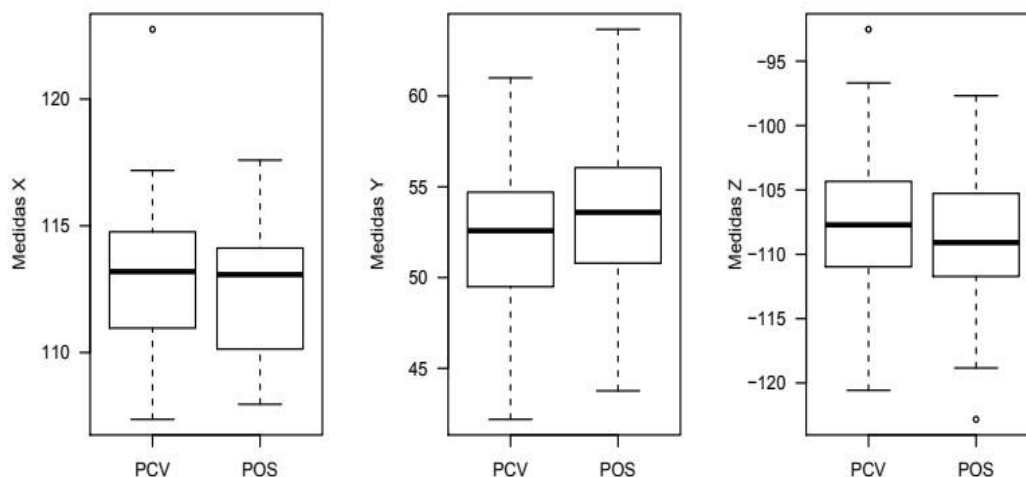 Medidas X
120
115
110
PCV POS
Medidas Y
60
55
50
45
PCV POS
Medidas Z
−95
−100
−105
−110
−115
−120
PCV POS